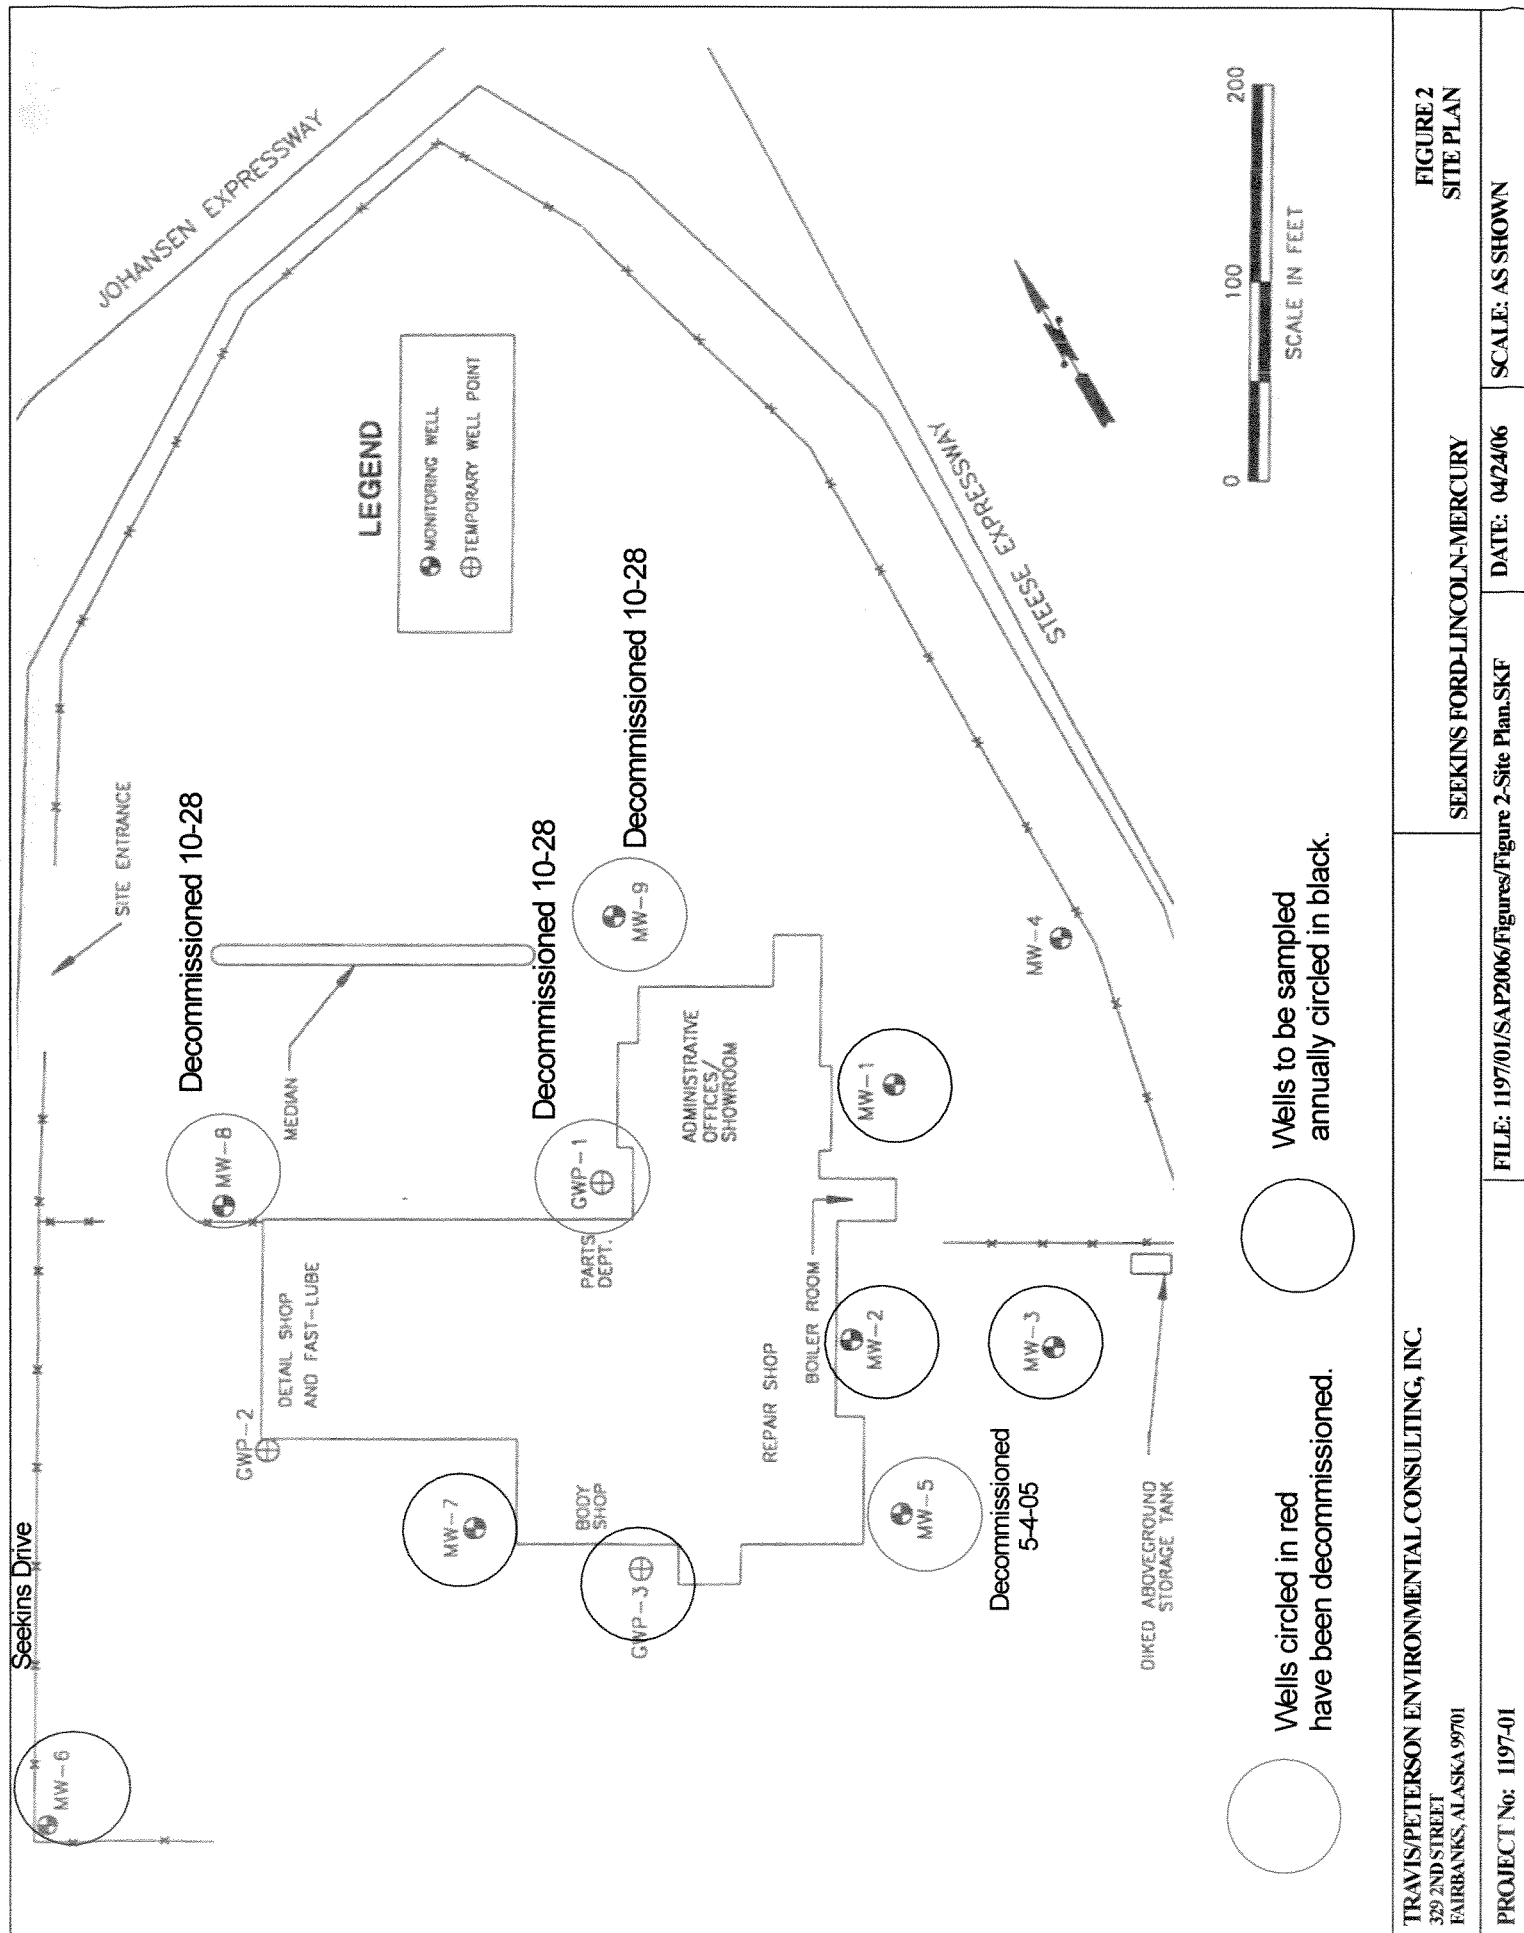 Seekins Drive
JOHANSEN EXPRESSWAY
SITE ENTRANCE
LEGEND
MONITORING WELL
TEMPORARY WELL POINT
Decommissioned 10-28
Decommissioned 10-28
Decommissioned 10-28
MEDIAN
MW-6
MW-8
GWP-2
DETAIL SHOP
AND FAST-LUBE
MW-7
GWP-1
PARTS
DEPT.
MW-9
BODY
SHOP
GWP-3
ADMINISTRATIVE
OFFICES/
SHOWROOM
REPAIR SHOP
BOILER ROOM
MW-1
MW-2
MW-5
Decommissioned
5-4-05
MW-3
MW-4
STEESE EXPRESSWAY
DIKED ABOVEGROUND
STORAGE TANK
0
100
200
SCALE IN FEET
Wells circled in red
have been decommissioned.
Wells to be sampled
annually circled in black.
TRAVIS/PETERSON ENVIRONMENTAL CONSULTING, INC.
329 2ND STREET
FAIRBANKS, ALASKA 99701
SEEKINS FORD-LINCOLN-MERCURY
FIGURE 2
SITE PLAN
PROJECT No: 1197-01
FILE: 1197/01/SAP2006/Figures/Figure 2-Site Plan.SKF
DATE: 04/24/06
SCALE: AS SHOWN